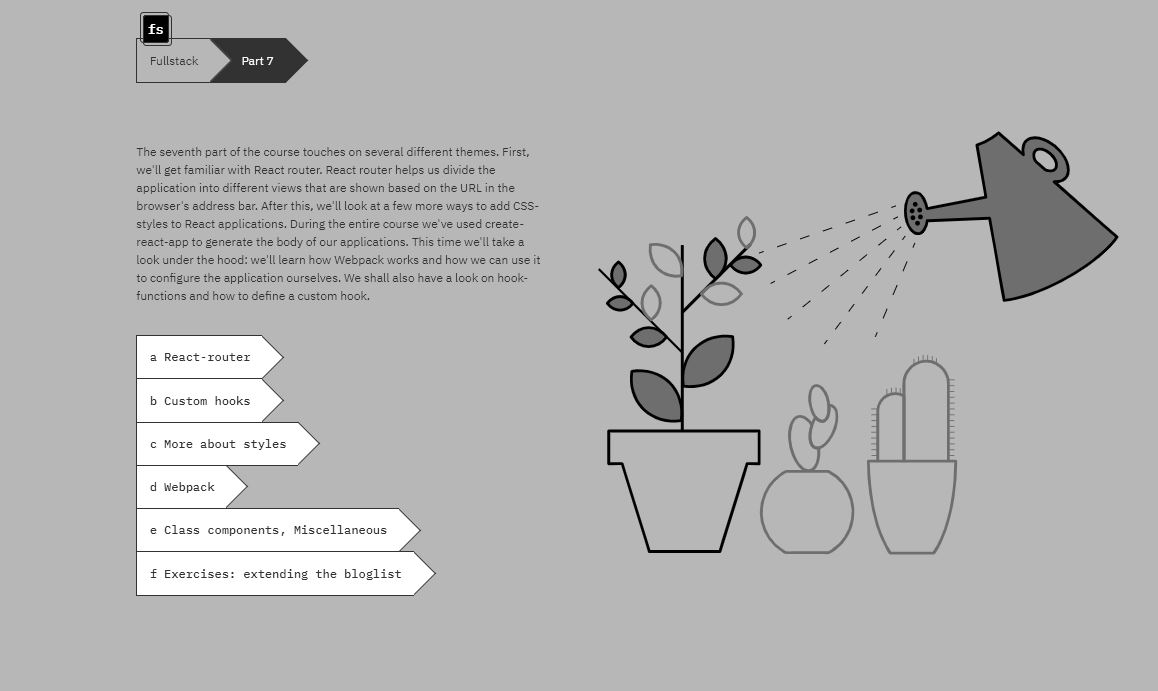 fs
Fullstack
Part 7
The seventh part of the course touches on several different themes. First,
we'll get familiar with React router. React router helps us divide the
application into different views that are shown based on the URL in the
browser's address bar. After this, we'll look at a few more ways to add CSS-
styles to React applications. During the entire course we've used create-
react-app to generate the body of our applications. This time we'll take a
look under the hood: we'll learn how Webpack works and how we can use it
to configure the application ourselves. We shall also have a look on hook-
functions and how to define a custom hook.
a React-router
b Custom hooks
c More about styles
d Webpack
e Class components, Miscellaneous
f Exercises: extending the bloglist